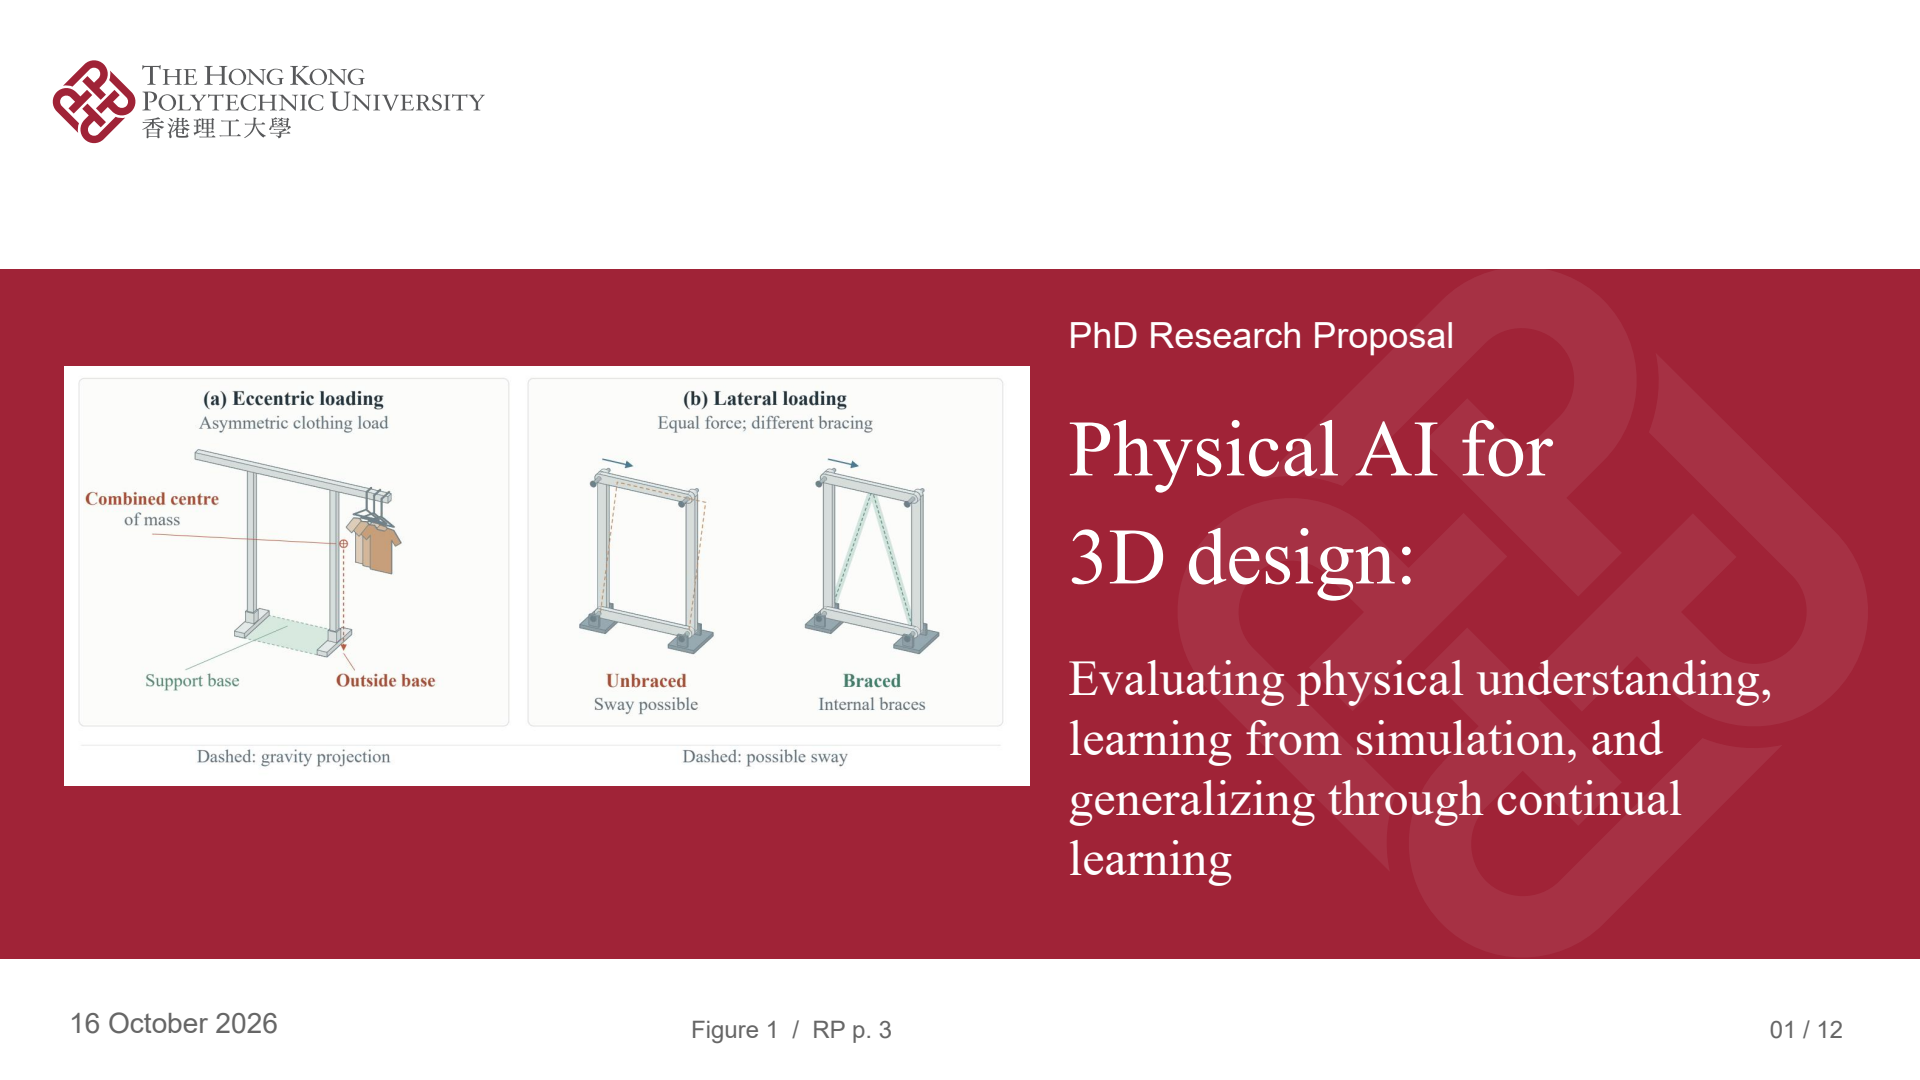 THE HONG KONG
POLYTECHNIC UNIVERSITY
香港理工大學
PhD Research Proposal
Physical AI for
3D design:
Evaluating physical understanding,
learning from simulation, and
generalizing through continual
learning
(a) Eccentric loading
Asymmetric clothing load
Combined centre
of mass
Support base
Outside base
Dashed: gravity projection
(b) Lateral loading
Equal force; different bracing
Unbraced
Sway possible
Braced
Internal braces
Dashed: possible sway
16 October 2026
Figure 1 / RP p. 3
01 / 12